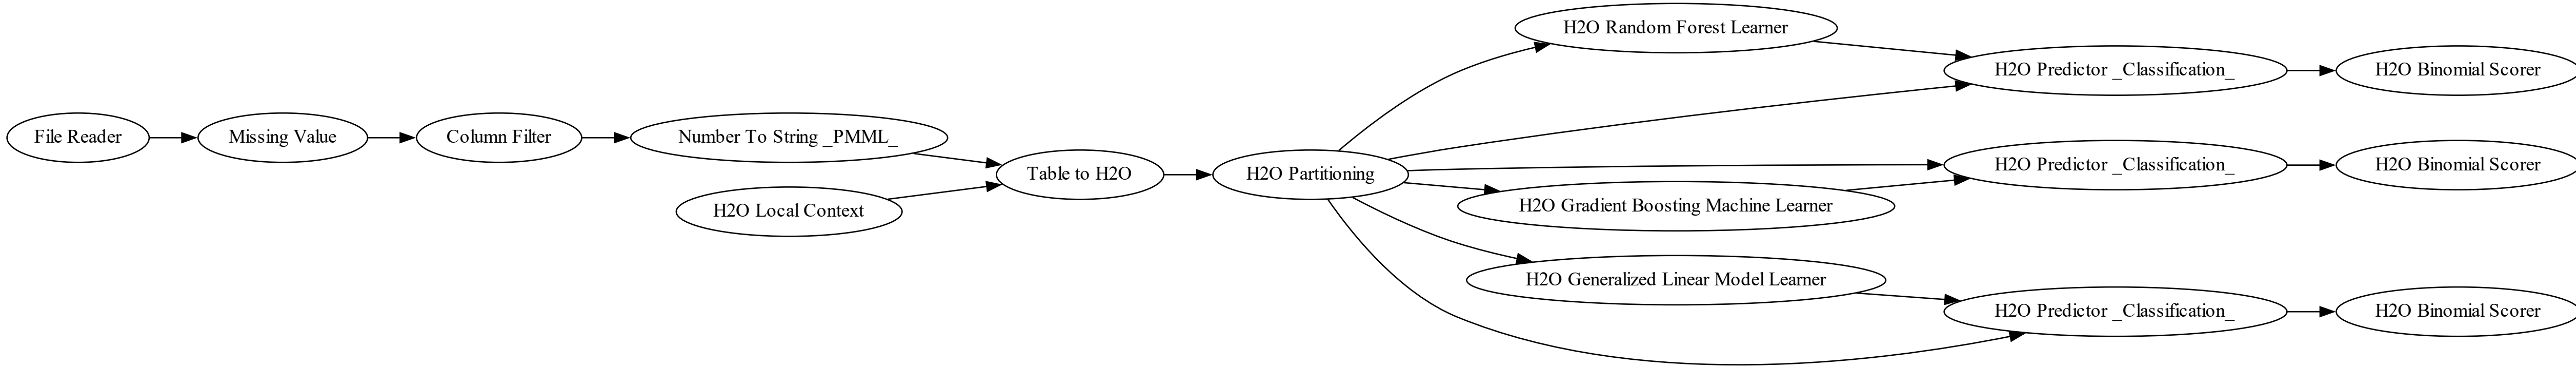 File Reader
Missing Value
Column Filter
Number To String _PMML_
H2O Local Context
Table to H2O
H2O Partitioning
H2O Random Forest Learner
H2O Gradient Boosting Machine Learner
H2O Generalized Linear Model Learner
H2O Predictor _Classification_
H2O Binomial Scorer
H2O Predictor _Classification_
H2O Binomial Scorer
H2O Predictor _Classification_
H2O Binomial Scorer